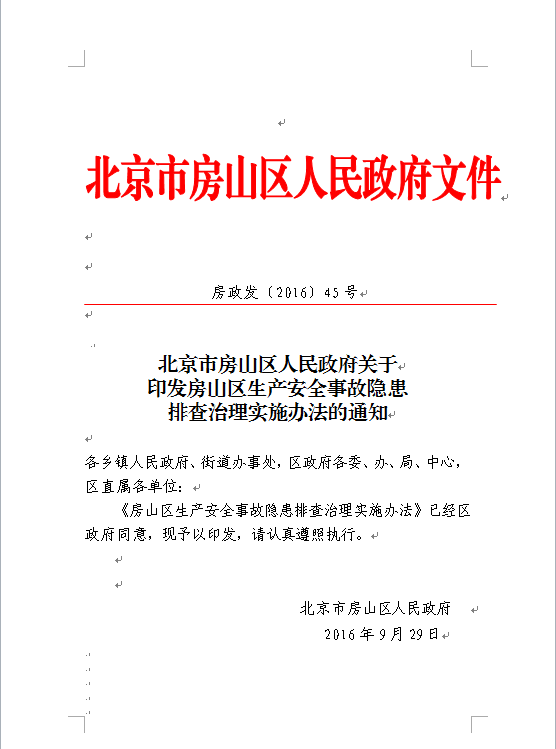 北京市房山区人民政府文件
房政发〔2016〕45号
北京市房山区人民政府关于
印发房山区生产安全事故隐患
排查治理实施办法的通知
各乡镇人民政府、街道办事处，区政府各委、办、局、中心，
区直属各单位：
《房山区生产安全事故隐患排查治理实施办法》已经区
政府同意，现予以印发，请认真遵照执行。
北京市房山区人民政府
2016年9月29日